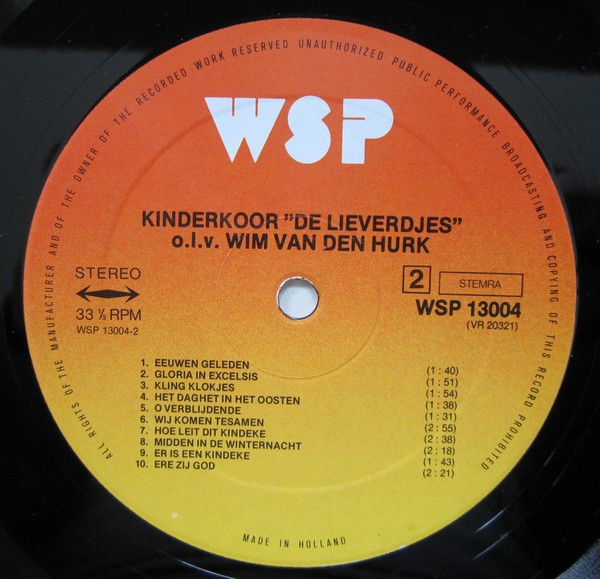 ALL RIGHTS OF THE MANUFACTURER AND OF THE OWNER OF THE RECORDED WORK RESERVED UNAUTHORIZED PUBLIC PERFORMANCE BROADCASTING AND COPYING OF THIS RECORD PROHIBITED
WSP
KINDERKOOR "DE LIEVERDJES"
o.l.v. WIM VAN DEN HURK
STEREO
33 ⅓ RPM
WSP 13004-2
2 STEMRA
WSP 13004
(VR 20321)
1. EEUWEN GELEDEN (1 : 40)
2. GLORIA IN EXCELSIS (1 : 51)
3. KLING KLOKJES (1 : 54)
4. HET DAGHET IN HET OOSTEN (1 : 38)
5. O VERBLIJDENDE (1 : 31)
6. WIJ KOMEN TESAMEN (2 : 55)
7. HOE LEIT DIT KINDEKE (2 : 38)
8. MIDDEN IN DE WINTERNACHT (2 : 18)
9. ER IS EEN KINDEKE (1 : 43)
10. ERE ZIJ GOD (2 : 21)
MADE IN HOLLAND